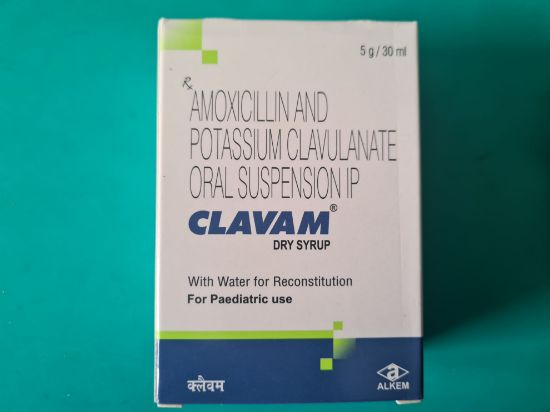 5 g / 30 ml
℞
AMOXICILLIN AND
POTASSIUM CLAVULANATE
ORAL SUSPENSION IP
CLAVAM®
DRY SYRUP
With Water for Reconstitution
For Paediatric use
क्लैवम
ALKEM